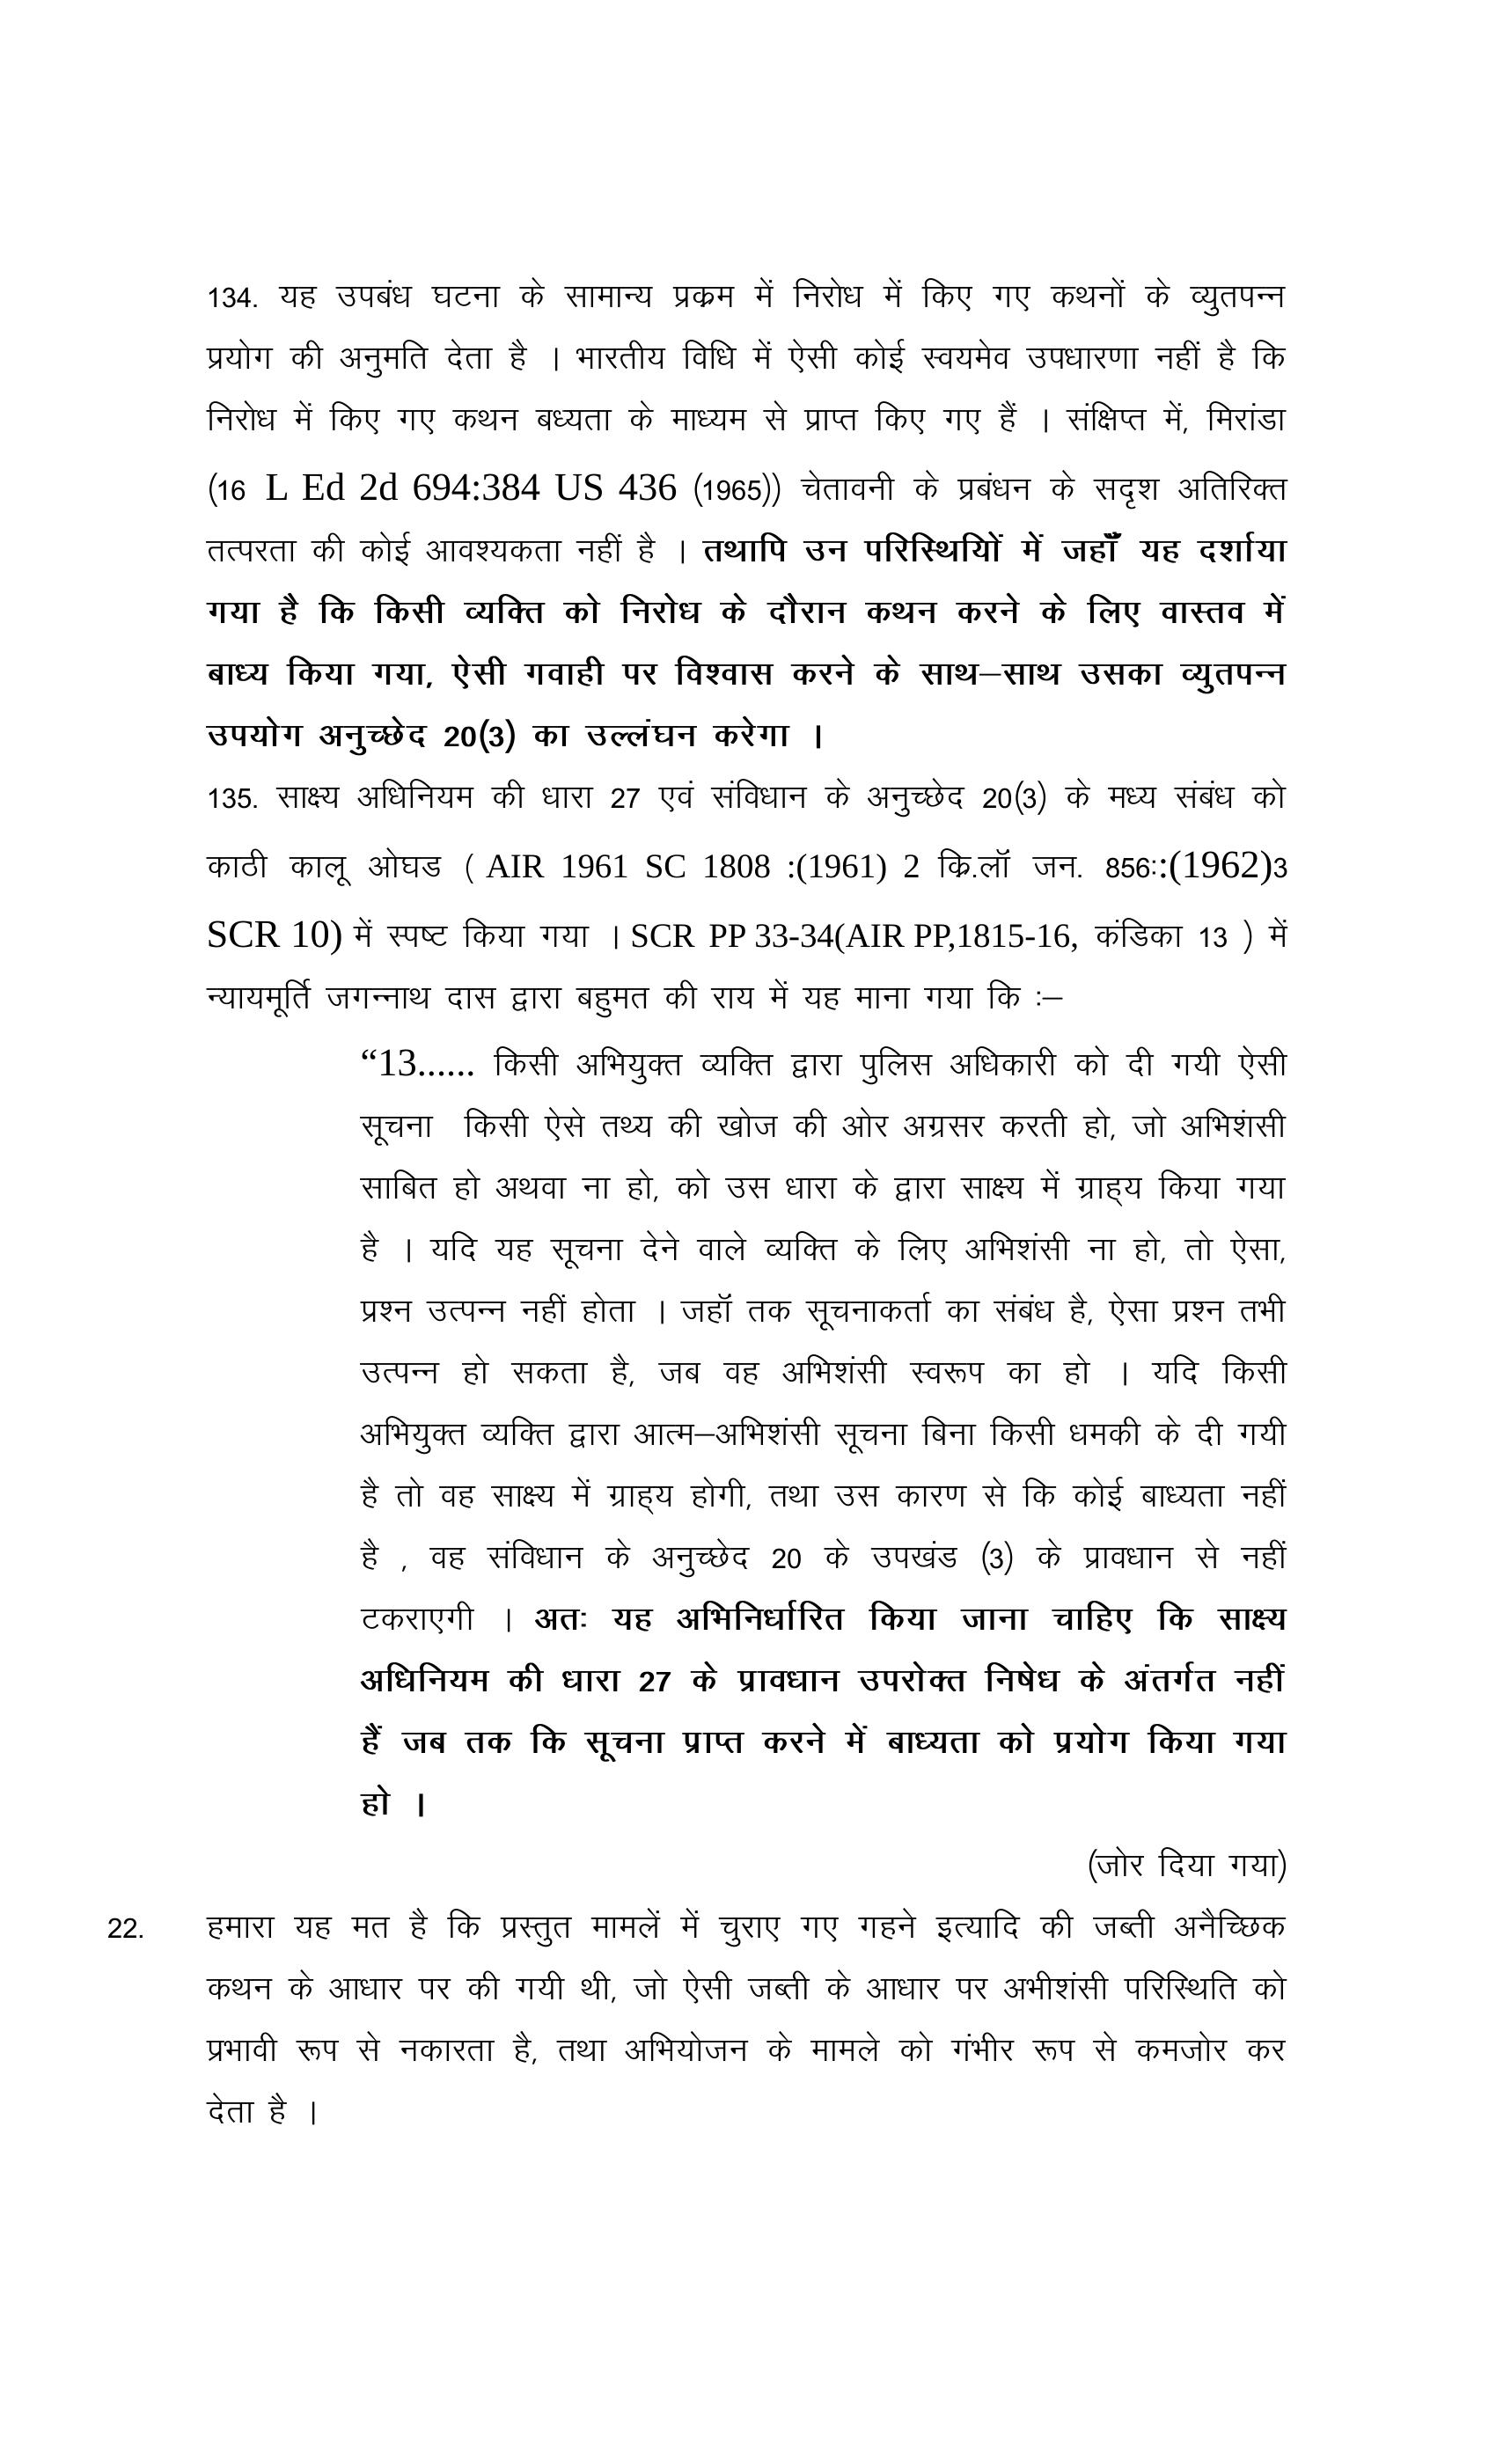 134. यह उपबंध घटना के सामान्य प्रक्रम में निरोध में किए गए कथनों के व्युतपन्न
प्रयोग की अनुमति देता है । भारतीय विधि में ऐसी कोई स्वयमेव उपधारणा नहीं है कि
निरोध में किए गए कथन बध्यता के माध्यम से प्राप्त किए गए हैं । संक्षिप्त में, मिरांडा
(16 L Ed 2d 694:384 US 436 (1965)) चेतावनी के प्रबंधन के सदृश अतिरिक्त
तत्परता की कोई आवश्यकता नहीं है । तथापि उन परिस्थियिों में जहाँ यह दर्शाया
गया है कि किसी व्यक्ति को निरोध के दौरान कथन करने के लिए वास्तव में
बाध्य किया गया, ऐसी गवाही पर विश्वास करने के साथ–साथ उसका व्युतपन्न
उपयोग अनुच्छेद 20(3) का उल्लंघन करेगा ।
135. साक्ष्य अधिनियम की धारा 27 एवं संविधान के अनुच्छेद 20(3) के मध्य संबंध को
काठी कालू ओघड ( AIR 1961 SC 1808 :(1961) 2 क्रि.लॉ जन. 856::(1962)3
SCR 10) में स्पष्ट किया गया । SCR PP 33-34(AIR PP,1815-16, कंडिका 13 ) में
न्यायमूर्ति जगन्नाथ दास द्वारा बहुमत की राय में यह माना गया कि :–
“13...... किसी अभियुक्त व्यक्ति द्वारा पुलिस अधिकारी को दी गयी ऐसी
सूचना किसी ऐसे तथ्य की खोज की ओर अग्रसर करती हो, जो अभिशंसी
साबित हो अथवा ना हो, को उस धारा के द्वारा साक्ष्य में ग्राह्य किया गया
है । यदि यह सूचना देने वाले व्यक्ति के लिए अभिशंसी ना हो, तो ऐसा,
प्रश्न उत्पन्न नहीं होता । जहॉ तक सूचनाकर्ता का संबंध है, ऐसा प्रश्न तभी
उत्पन्न हो सकता है, जब वह अभिशंसी स्वरूप का हो । यदि किसी
अभियुक्त व्यक्ति द्वारा आत्म–अभिशंसी सूचना बिना किसी धमकी के दी गयी
है तो वह साक्ष्य में ग्राह्य होगी, तथा उस कारण से कि कोई बाध्यता नहीं
है , वह संविधान के अनुच्छेद 20 के उपखंड (3) के प्रावधान से नहीं
टकराएगी । अतः यह अभिनिर्धारित किया जाना चाहिए कि साक्ष्य
अधिनियम की धारा 27 के प्रावधान उपरोक्त निषेध के अंतर्गत नहीं
हैं जब तक कि सूचना प्राप्त करने में बाध्यता को प्रयोग किया गया
हो ।
(जोर दिया गया)
22. हमारा यह मत है कि प्रस्तुत मामलें में चुराए गए गहने इत्यादि की जब्ती अनैच्छिक
कथन के आधार पर की गयी थी, जो ऐसी जब्ती के आधार पर अभीशंसी परिस्थिति को
प्रभावी रूप से नकारता है, तथा अभियोजन के मामले को गंभीर रूप से कमजोर कर
देता है ।